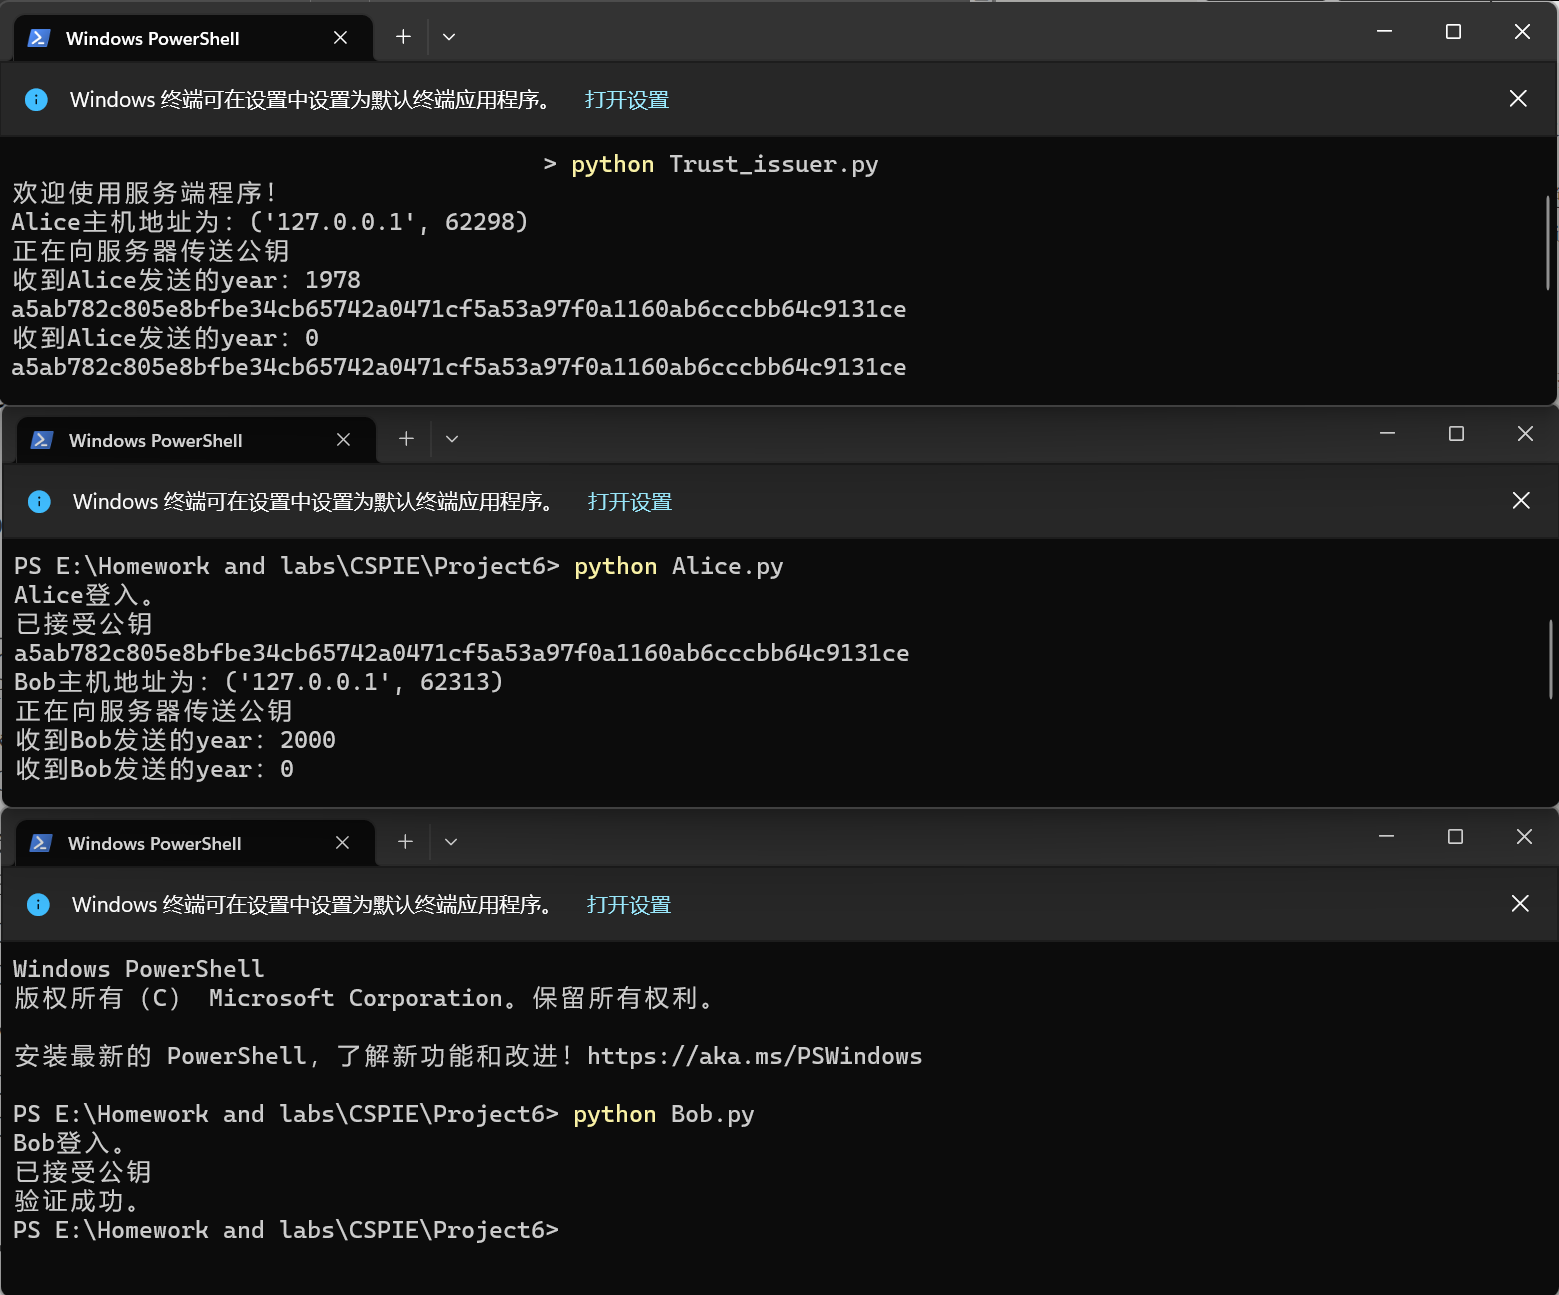 Windows PowerShell
Windows 终端可在设置中设置为默认终端应用程序。 打开设置
> python Trust_issuer.py
欢迎使用服务端程序！
Alice主机地址为：('127.0.0.1', 62298)
正在向服务器传送公钥
收到Alice发送的year：1978
a5ab782c805e8bfbe34cb65742a0471cf5a53a97f0a1160ab6cccbb64c9131ce
收到Alice发送的year：0
a5ab782c805e8bfbe34cb65742a0471cf5a53a97f0a1160ab6cccbb64c9131ce
Windows PowerShell
Windows 终端可在设置中设置为默认终端应用程序。 打开设置
PS E:\Homework and labs\CSPIE\Project6> python Alice.py
Alice登入。
已接受公钥
a5ab782c805e8bfbe34cb65742a0471cf5a53a97f0a1160ab6cccbb64c9131ce
Bob主机地址为：('127.0.0.1', 62313)
正在向服务器传送公钥
收到Bob发送的year：2000
收到Bob发送的year：0
Windows PowerShell
Windows 终端可在设置中设置为默认终端应用程序。 打开设置
Windows PowerShell
版权所有（C） Microsoft Corporation。保留所有权利。
安装最新的 PowerShell，了解新功能和改进！https://aka.ms/PSWindows
PS E:\Homework and labs\CSPIE\Project6> python Bob.py
Bob登入。
已接受公钥
验证成功。
PS E:\Homework and labs\CSPIE\Project6>